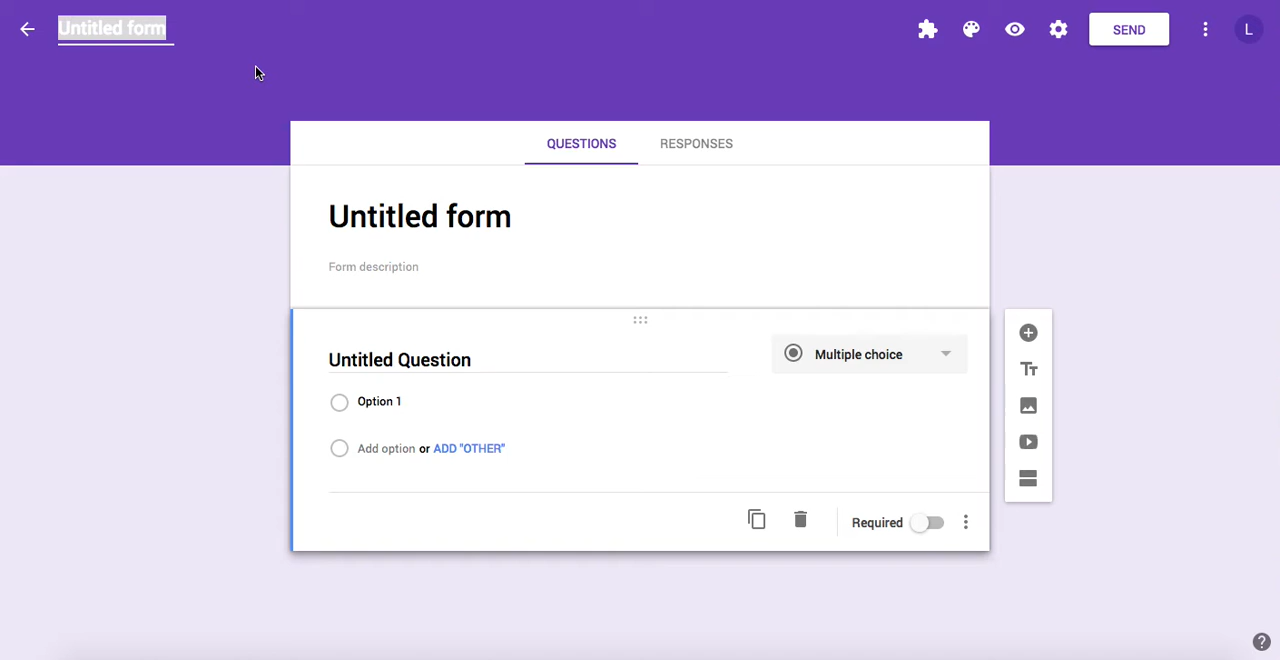 Untitled form
SEND
L
QUESTIONS RESPONSES
Untitled form
Form description
Untitled Question
Multiple choice
Option 1
Add option or ADD "OTHER"
Required